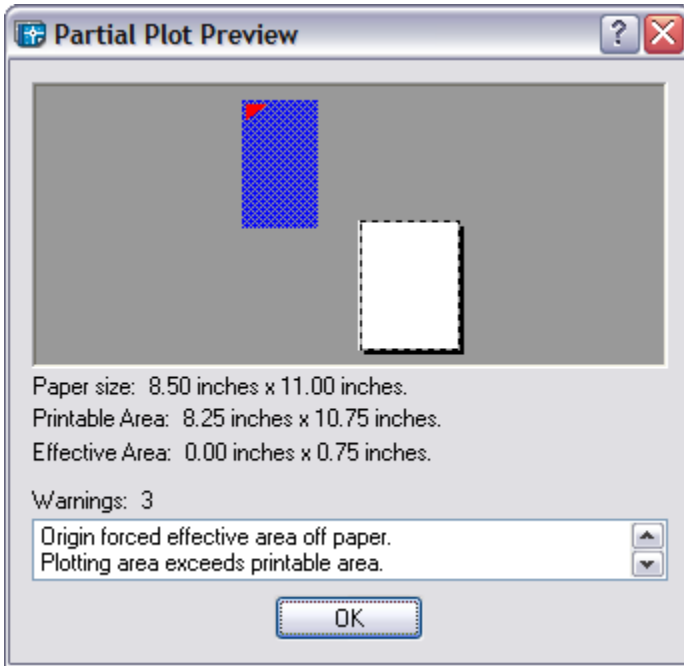 Partial Plot Preview
Paper size: 8.50 inches x 11.00 inches.
Printable Area: 8.25 inches x 10.75 inches.
Effective Area: 0.00 inches x 0.75 inches.
Warnings: 3
Origin forced effective area off paper.
Plotting area exceeds printable area.
OK